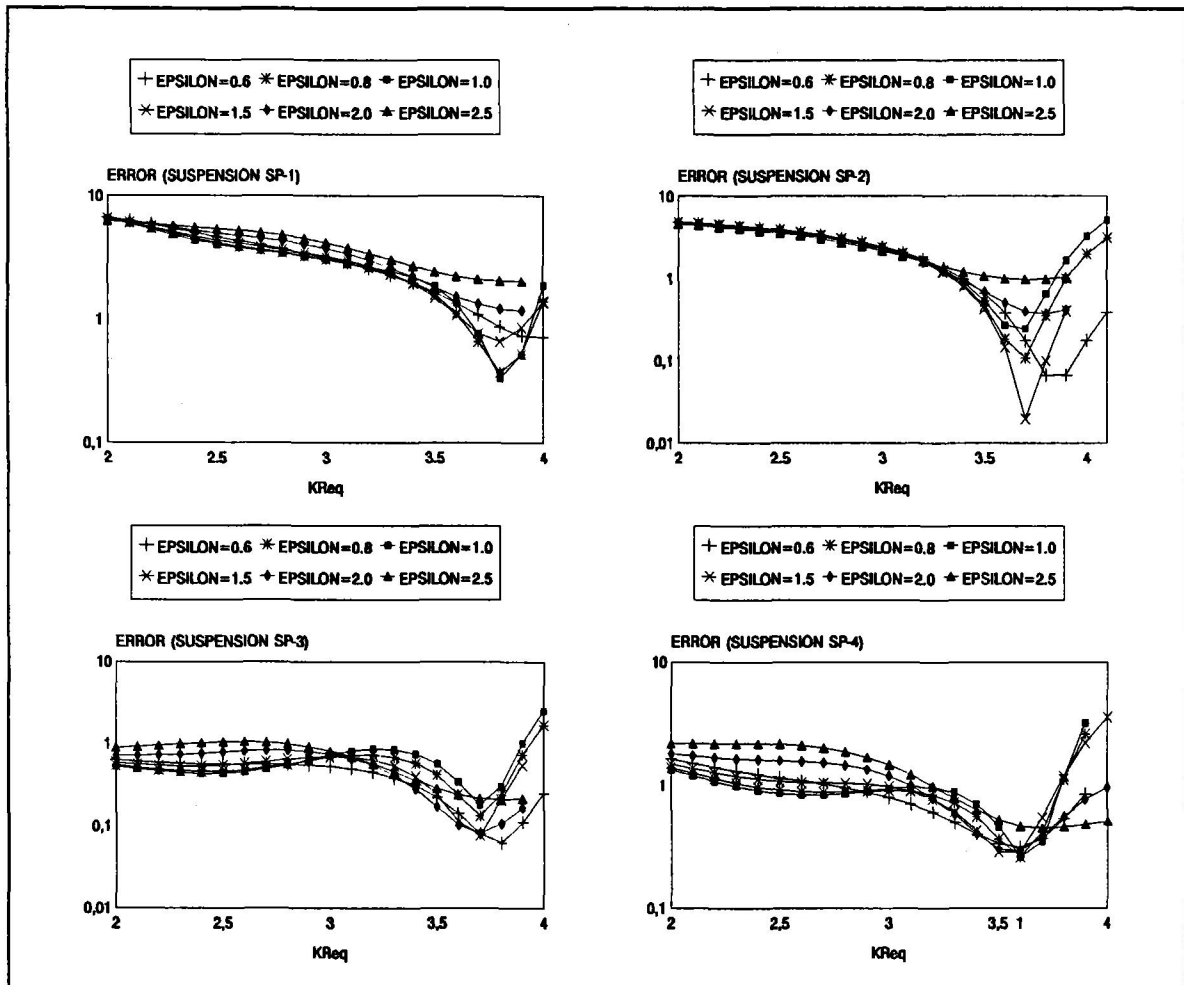 EPSILON=0.6 EPSILON=0.8 EPSILON=1.0
EPSILON=1.5 EPSILON=2.0 EPSILON=2.5
ERROR (SUSPENSION SP-1)
10
1
0,1
2 2.5 3 3.5 4
KReq
EPSILON=0.6 EPSILON=0.8 EPSILON=1.0
EPSILON=1.5 EPSILON=2.0 EPSILON=2.5
ERROR (SUSPENSION SP-2)
10
1
0,1
0,01
2 2.5 3 3.5 4
KReq
EPSILON=0.6 EPSILON=0.8 EPSILON=1.0
EPSILON=1.5 EPSILON=2.0 EPSILON=2.5
ERROR (SUSPENSION SP-3)
10
1
0,1
0,01
2 2,5 3 3,5 4
KReq
EPSILON=0.6 EPSILON=0.8 EPSILON=1.0
EPSILON=1.5 EPSILON=2.0 EPSILON=2.5
ERROR (SUSPENSION SP-4)
10
1
0,1
2 2,5 3 3,5 1 4
KReq